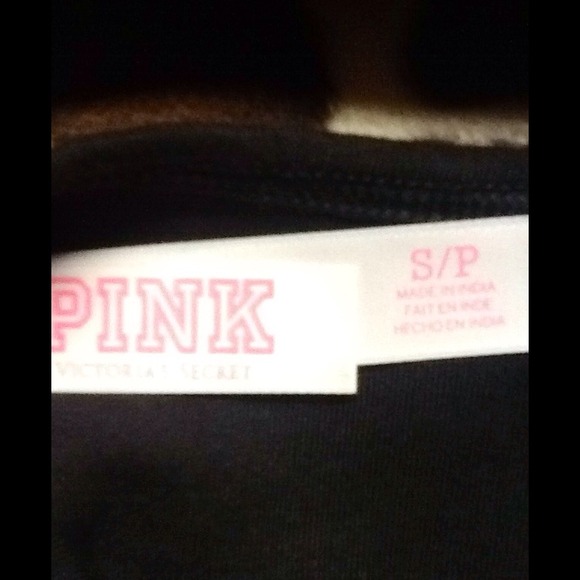 PINK
VICTORIA'S SECRET
S/P
MADE IN INDIA
FAIT EN INDE
HECHO EN INDIA